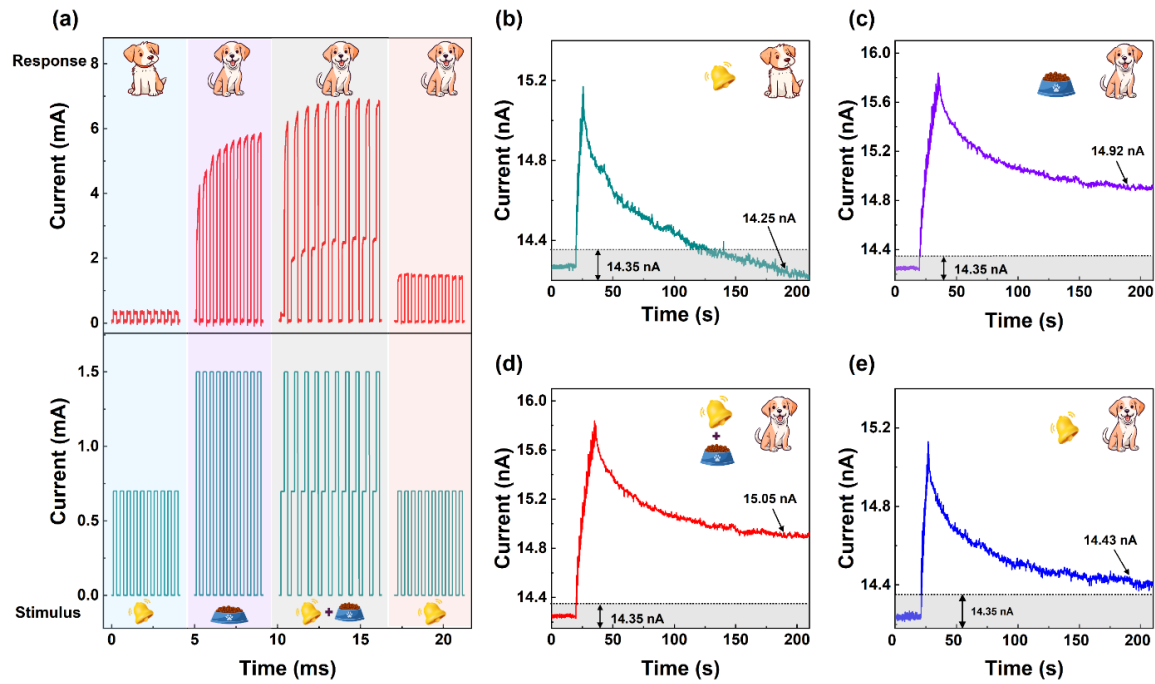 (a)
Response
8
6
4
2
0
Current (mA)
1.5
1.0
0.5
0.0
Current (mA)
Stimulus
+
0 5 10 15 20
Time (ms)
(b)
15.2
14.8
14.4
Current (nA)
14.25 nA
14.35 nA
0 50 100 150 200
Time (s)
(c)
16.0
15.6
15.2
14.8
14.4
Current (nA)
14.92 nA
14.35 nA
0 50 100 150 200
Time (s)
(d)
16.0
15.6
15.2
14.8
14.4
Current (nA)
+
15.05 nA
14.35 nA
0 50 100 150 200
Time (s)
(e)
15.2
14.8
14.4
Current (nA)
14.43 nA
14.35 nA
0 50 100 150 200
Time (s)